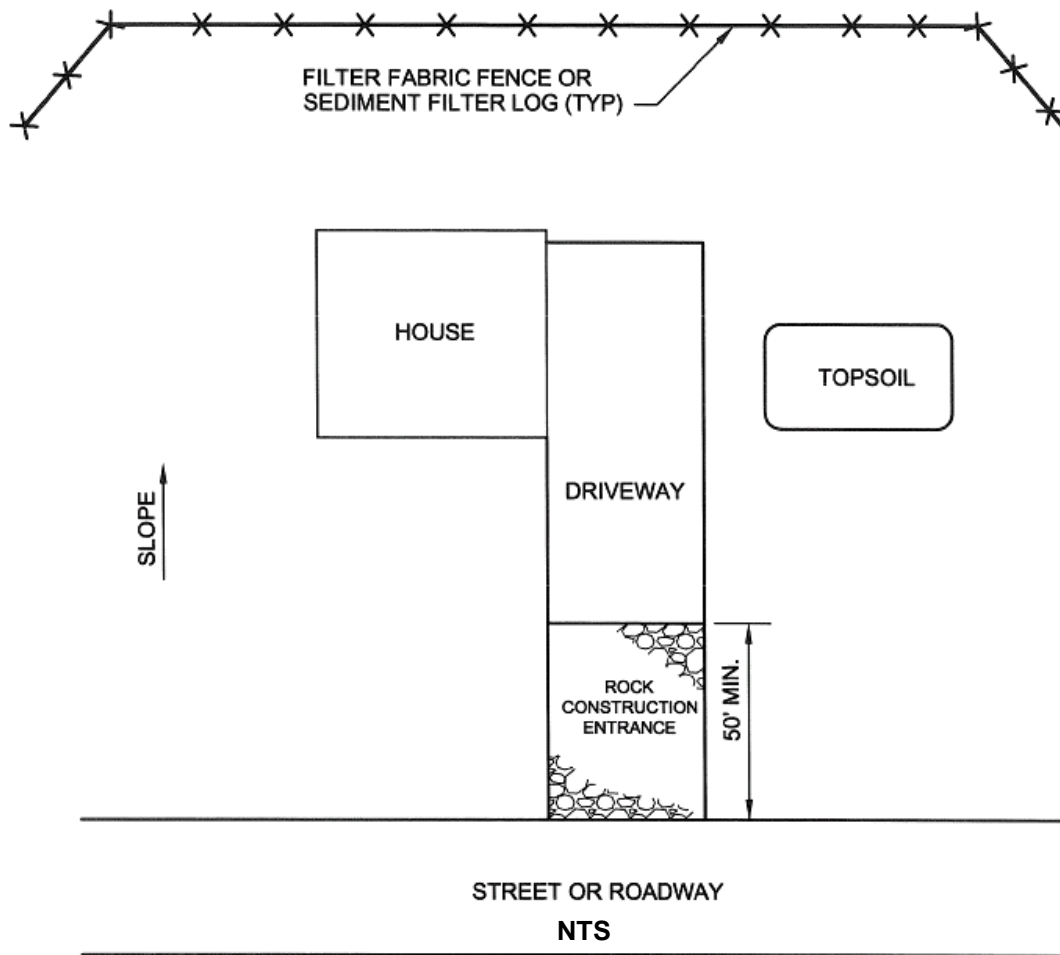 FILTER FABRIC FENCE OR
SEDIMENT FILTER LOG (TYP)
HOUSE
TOPSOIL
SLOPE
DRIVEWAY
ROCK
CONSTRUCTION
ENTRANCE
50' MIN.
STREET OR ROADWAY
NTS